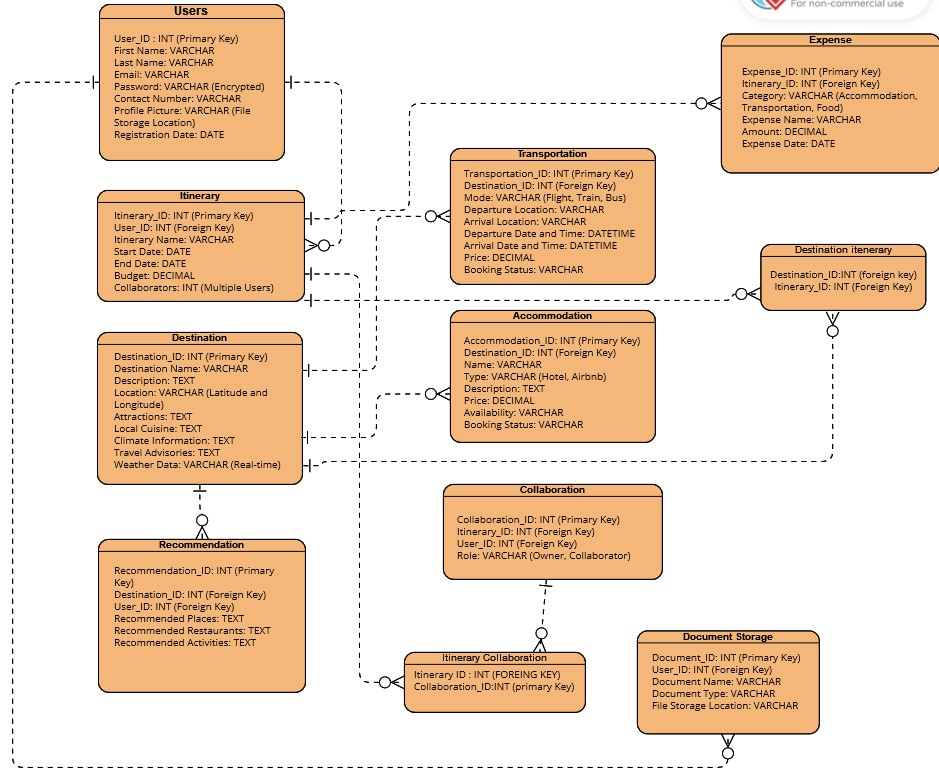 For non-commercial use
Users
User_ID : INT (Primary Key)
First Name: VARCHAR
Last Name: VARCHAR
Email: VARCHAR
Password: VARCHAR (Encrypted)
Contact Number: VARCHAR
Profile Picture: VARCHAR (File
Storage Location)
Registration Date: DATE
Expense
Expense_ID: INT (Primary Key)
Itinerary_ID: INT (Foreign Key)
Category: VARCHAR (Accommodation,
Transportation, Food)
Expense Name: VARCHAR
Amount: DECIMAL
Expense Date: DATE
Transportation
Transportation_ID: INT (Primary Key)
Destination_ID: INT (Foreign Key)
Mode: VARCHAR (Flight, Train, Bus)
Departure Location: VARCHAR
Arrival Location: VARCHAR
Departure Date and Time: DATETIME
Arrival Date and Time: DATETIME
Price: DECIMAL
Booking Status: VARCHAR
Itinerary
Itinerary_ID: INT (Primary Key)
User_ID: INT (Foreign Key)
Itinerary Name: VARCHAR
Start Date: DATE
End Date: DATE
Budget: DECIMAL
Collaborators: INT (Multiple Users)
Destination itenerary
Destination_ID:INT (foreign key)
Itinerary_ID: INT (Foreign Key)
Accommodation
Accommodation_ID: INT (Primary Key)
Destination_ID: INT (Foreign Key)
Name: VARCHAR
Type: VARCHAR (Hotel, Airbnb)
Description: TEXT
Price: DECIMAL
Availability: VARCHAR
Booking Status: VARCHAR
Destination
Destination_ID: INT (Primary Key)
Destination Name: VARCHAR
Description: TEXT
Location: VARCHAR (Latitude and
Longitude)
Attractions: TEXT
Local Cuisine: TEXT
Climate Information: TEXT
Travel Advisories: TEXT
Weather Data: VARCHAR (Real-time)
Collaboration
Collaboration_ID: INT (Primary Key)
Itinerary_ID: INT (Foreign Key)
User_ID: INT (Foreign Key)
Role: VARCHAR (Owner, Collaborator)
Recommendation
Recommendation_ID: INT (Primary
Key)
Destination_ID: INT (Foreign Key)
User_ID: INT (Foreign Key)
Recommended Places: TEXT
Recommended Restaurants: TEXT
Recommended Activities: TEXT
Itinerary Collaboration
Itinerary ID : INT (FOREING KEY)
Collaboration_ID:INT (primary Key)
Document Storage
Document_ID: INT (Primary Key)
User_ID: INT (Foreign Key)
Document Name: VARCHAR
Document Type: VARCHAR
File Storage Location: VARCHAR